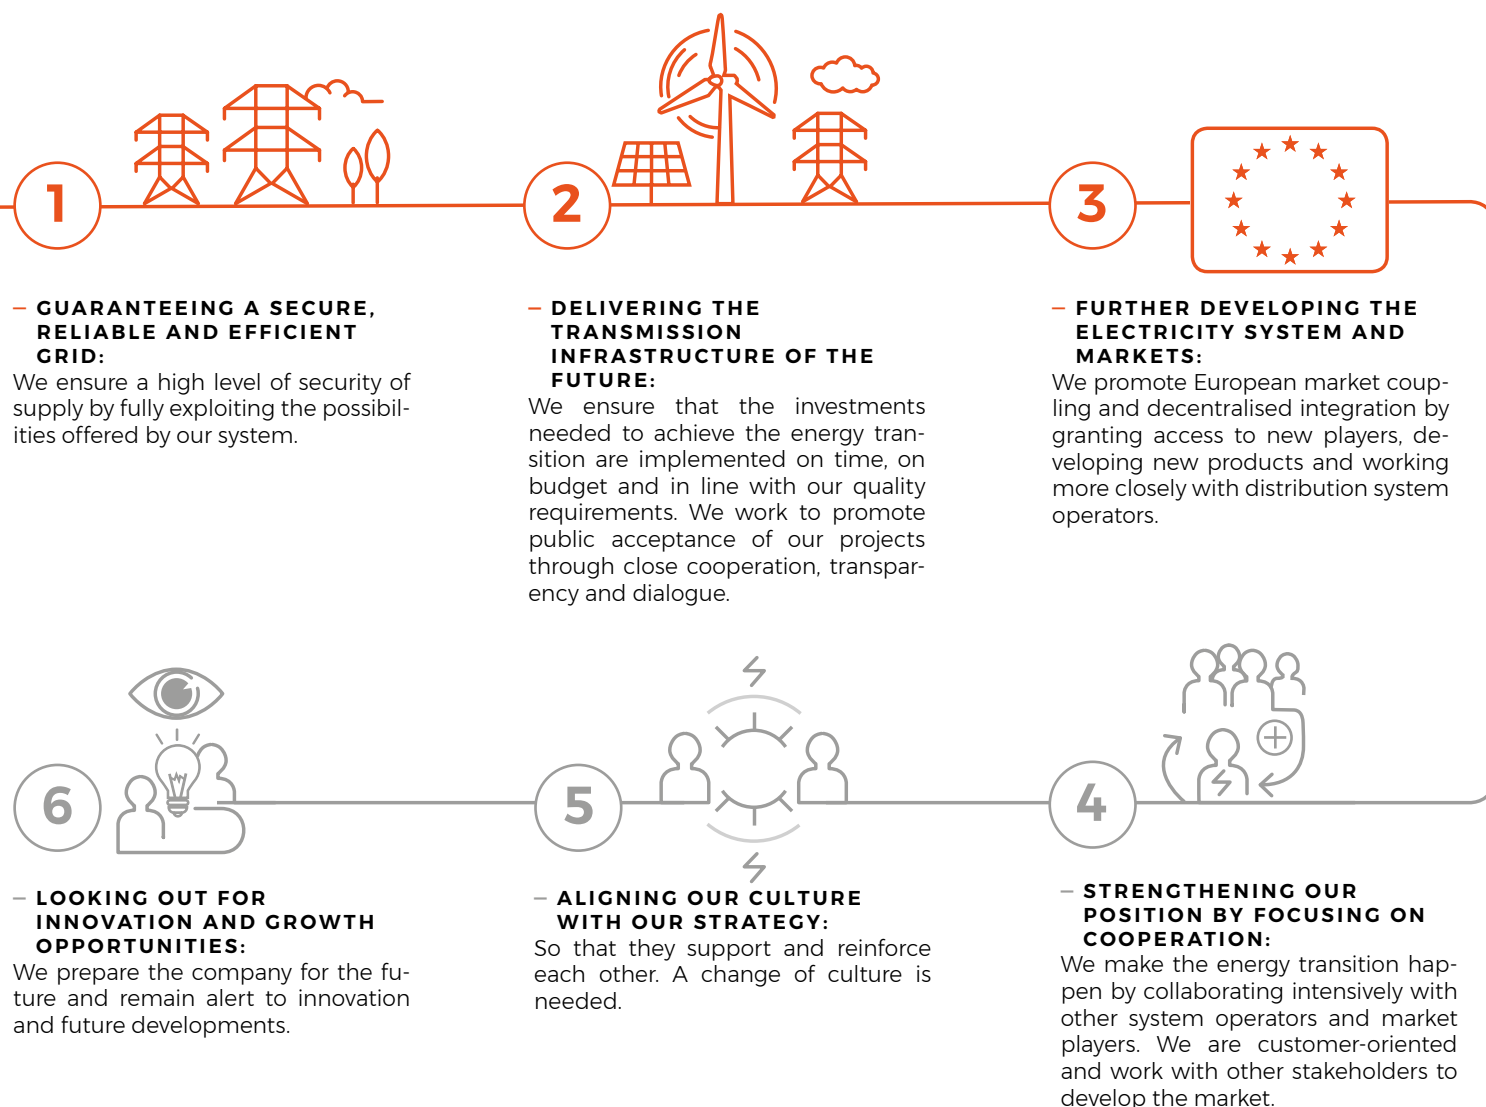 1
— GUARANTEEING A SECURE,
RELIABLE AND EFFICIENT
GRID:
We ensure a high level of security of
supply by fully exploiting the possibil-
ities offered by our system.
2
— DELIVERING THE
TRANSMISSION
INFRASTRUCTURE OF THE
FUTURE:
We ensure that the investments
needed to achieve the energy tran-
sition are implemented on time, on
budget and in line with our quality
requirements. We work to promote
public acceptance of our projects
through close cooperation, transpar-
ency and dialogue.
3
— FURTHER DEVELOPING THE
ELECTRICITY SYSTEM AND
MARKETS:
We promote European market coup-
ling and decentralised integration by
granting access to new players, de-
veloping new products and working
more closely with distribution system
operators.
4
— STRENGTHENING OUR
POSITION BY FOCUSING ON
COOPERATION:
We make the energy transition hap-
pen by collaborating intensively with
other system operators and market
players. We are customer-oriented
and work with other stakeholders to
develop the market.
5
— ALIGNING OUR CULTURE
WITH OUR STRATEGY:
So that they support and reinforce
each other. A change of culture is
needed.
6
— LOOKING OUT FOR
INNOVATION AND GROWTH
OPPORTUNITIES:
We prepare the company for the fu-
ture and remain alert to innovation
and future developments.